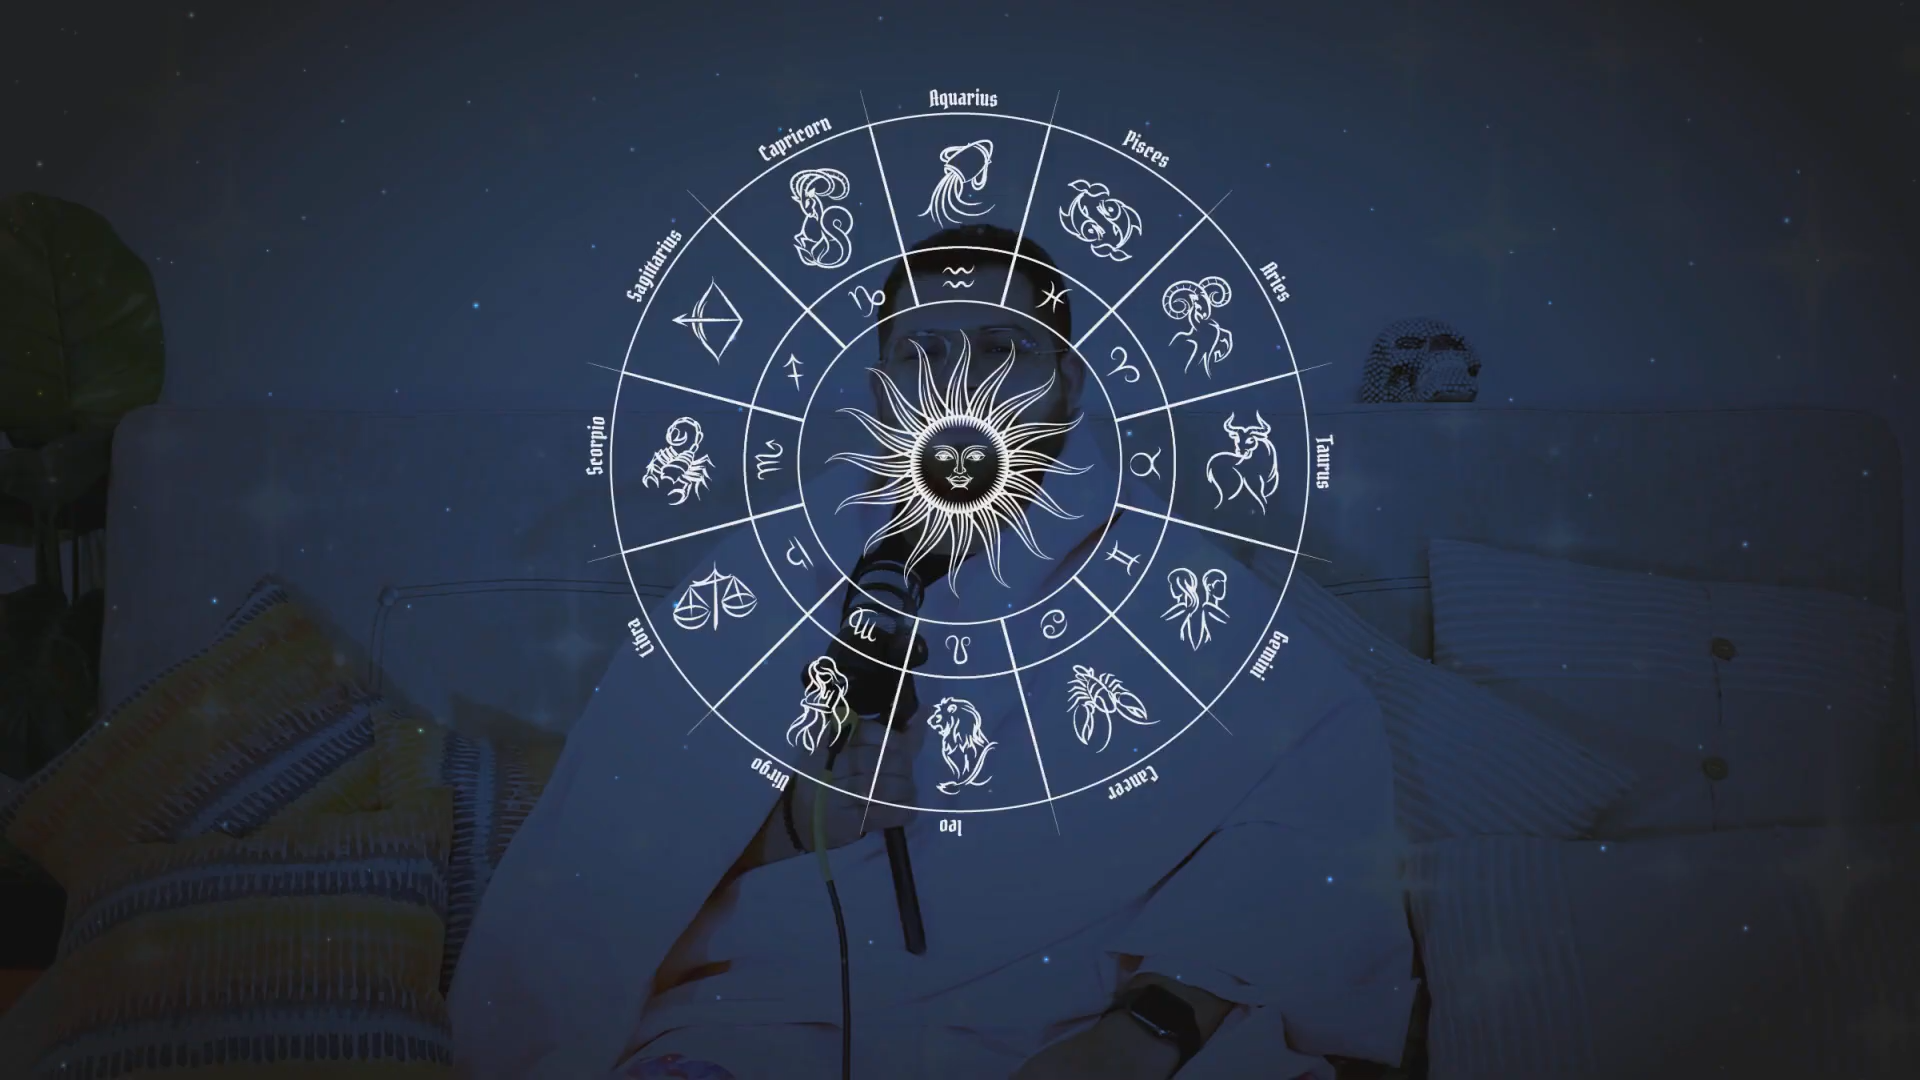 Aquarius
Pisces
Aries
Taurus
Gemini
Cancer
leo
Virgo
Libra
Scorpio
Sagittarius
Capricorn